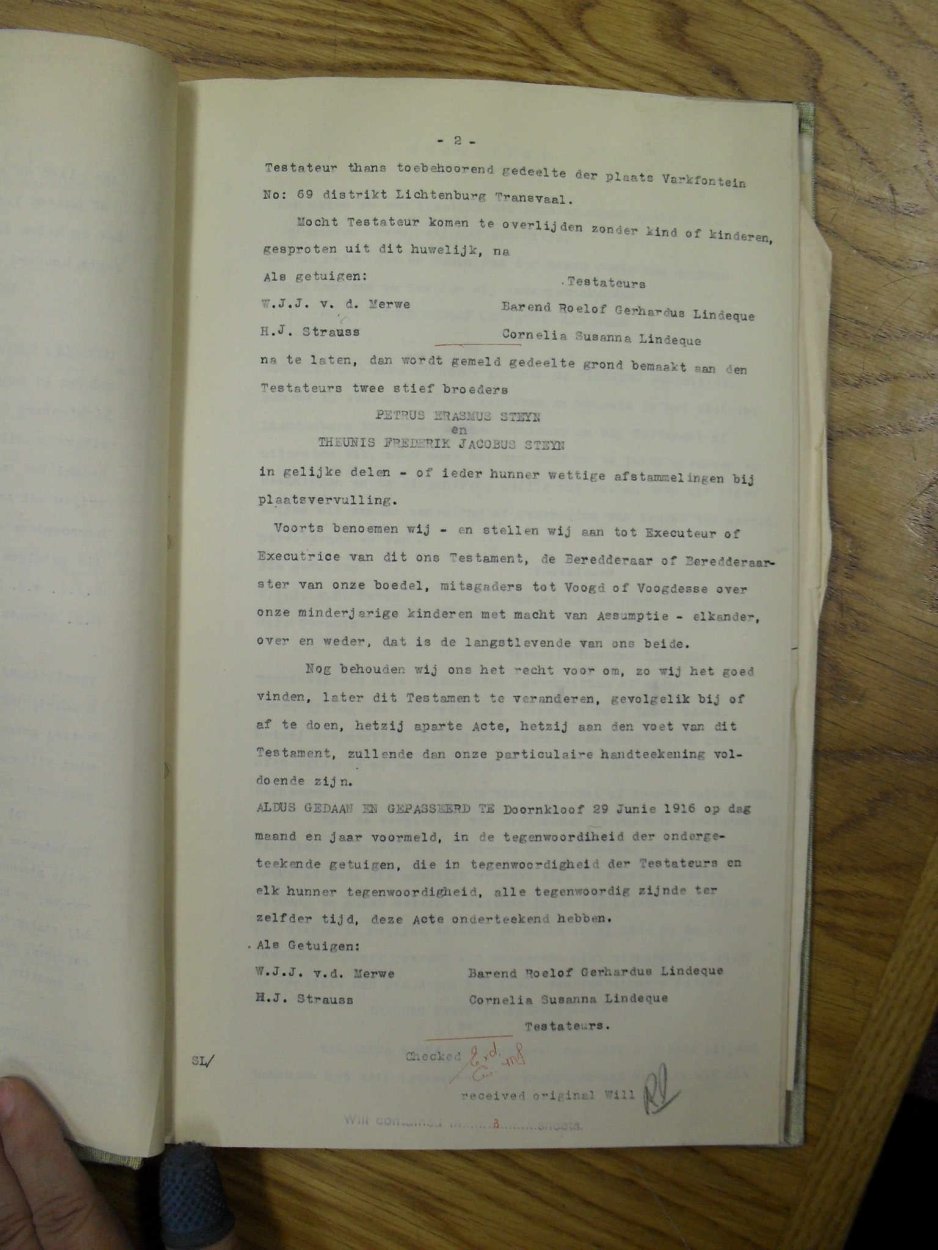 - 2 -
Testateur thans toebehoorend gedeelte der plaats Varkfontein
No: 69 distrikt Lichtenburg Transvaal.
Mocht Testateur komen te overlijden zonder kind of kinderen,
gesproten uit dit huwelijk, na
Als getuigen: Testateurs
W.J.J. v. d. Merwe Barend Roelof Gerhardus Lindeque
H.J. Strauss Cornelia Susanna Lindeque
na te laten, dan wordt gemeld gedeelte grond bemaakt aan den
Testateurs twee stief broeders
PETRUS ERASMUS STEYN
en
THEUNIS FREDERIK JACOBUS STEYN
in gelijke delen - of ieder hunner wettige afstammelingen bij
plaatsvervulling.
Voorts benoemen wij - en stellen wij aan tot Executeur of
Executrice van dit ons Testament, de Beredderaar of Beredderaar-
ster van onze boedel, mitsgaders tot Voogd of Voogdesse over
onze minderjarige kinderen met macht van Assumptie - elkander,
over en weder, dat is de langstlevende van ons beide.
Nog behouden wij ons het recht voor om, zo wij het goed
vinden, later dit Testament te veranderen, gevolgelik bij of
af te doen, hetzij aparte Acte, hetzij aan den voet van dit
Testament, zullende dan onze particulaire handteekening vol-
doende zijn.
ALDUS GEDAAN EN GEPASSEERD TE Doornkloof 29 Junie 1916 op dag
maand en jaar voormeld, in de tegenwoordiheid der onderge-
teekende getuigen, die in tegenwoordigheid der Testateurs en
elk hunner tegenwoordigheid, alle tegenwoordig zijnde ter
zelfder tijd, deze Acte onderteekend hebben.
Als Getuigen:
W.J.J. v.d. Merwe Barend Roelof Gerhardus Lindeque
H.J. Strauss Cornelia Susanna Lindeque
Testateurs.
SL/ Checked
received original Will
Will contained sheets.